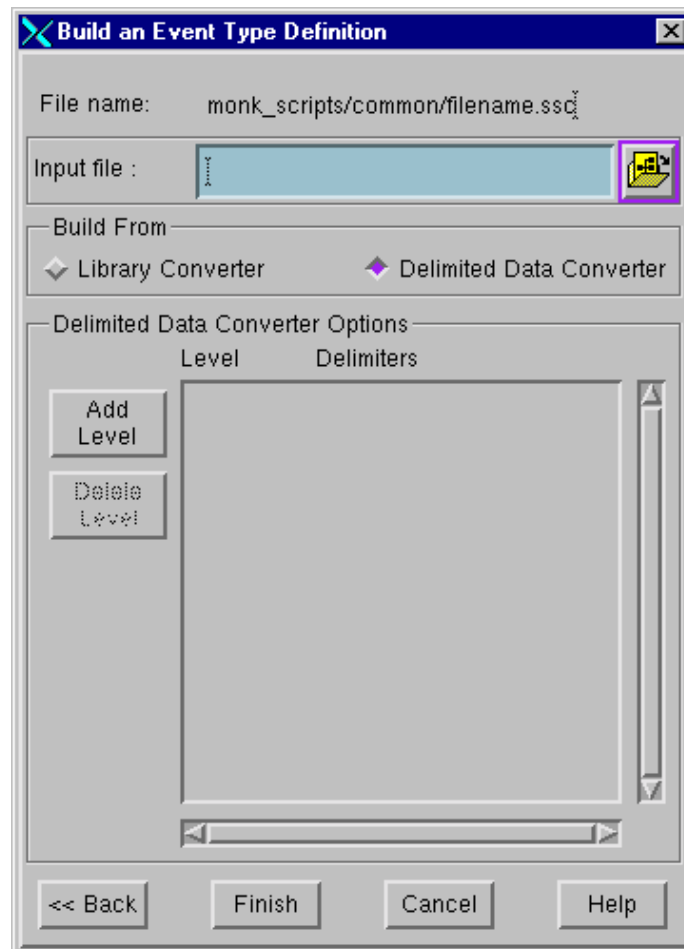 Build an Event Type Definition
File name: monk_scripts/common/filename.ssc
Input file :
Build From
Library Converter Delimited Data Converter
Delimited Data Converter Options
Level Delimiters
Add
Level
Delete
Level
<< Back Finish Cancel Help